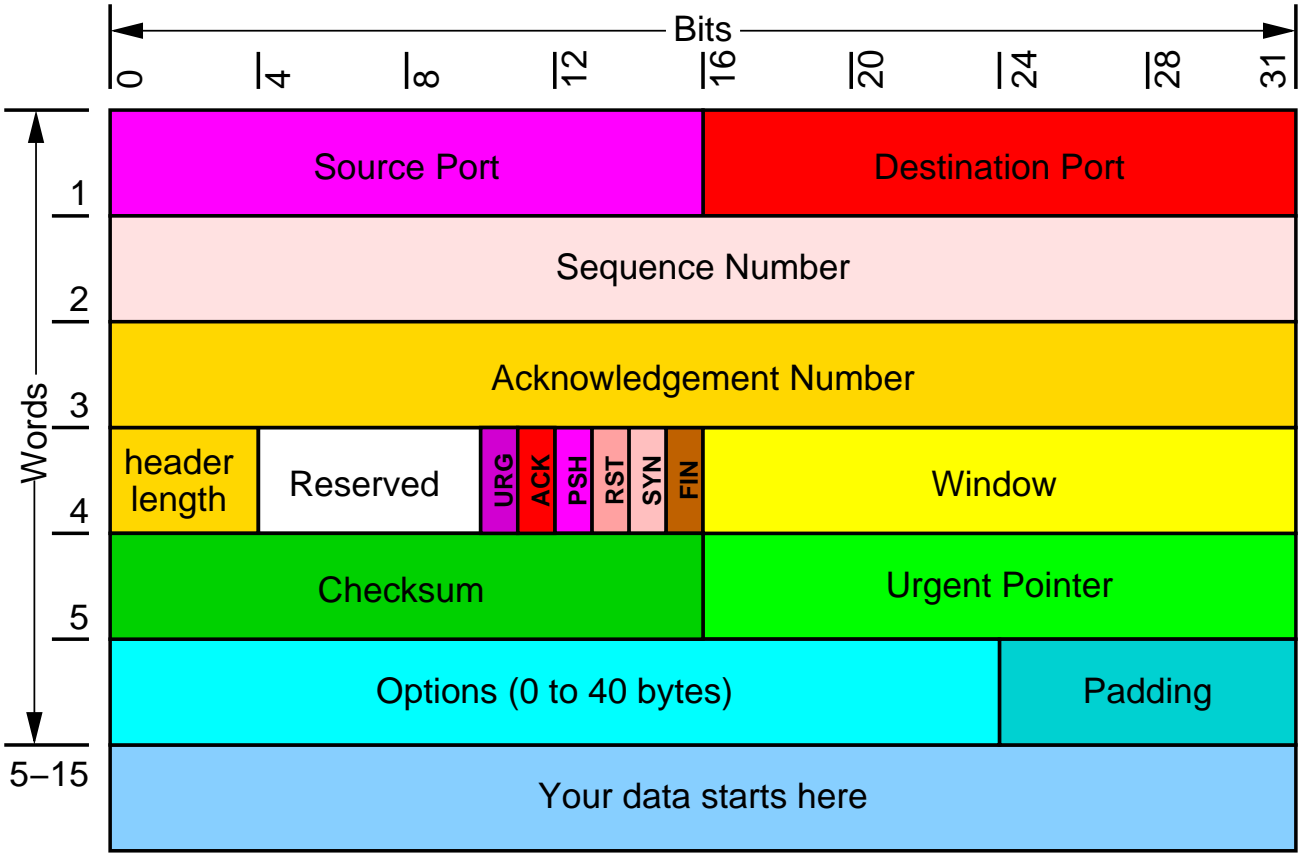 Bits
0 4 8 12 16 20 24 28 31
Words
Source Port Destination Port
1
Sequence Number
2
Acknowledgement Number
3
header
length
Reserved URG ACK PSH RST SYN FIN Window
4
Checksum Urgent Pointer
5
Options (0 to 40 bytes) Padding
5–15
Your data starts here